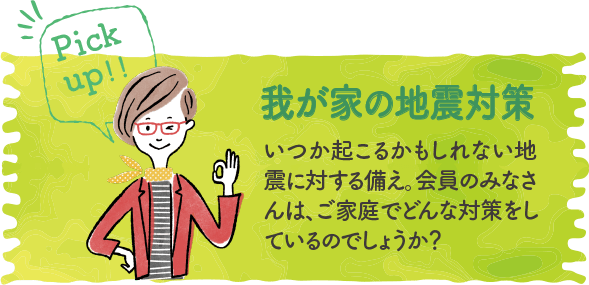 Pick
up!!
我が家の地震対策
いつか起こるかもしれない地
震に対する備え。会員のみなさ
んは、ご家庭でどんな対策をし
ているのでしょうか?